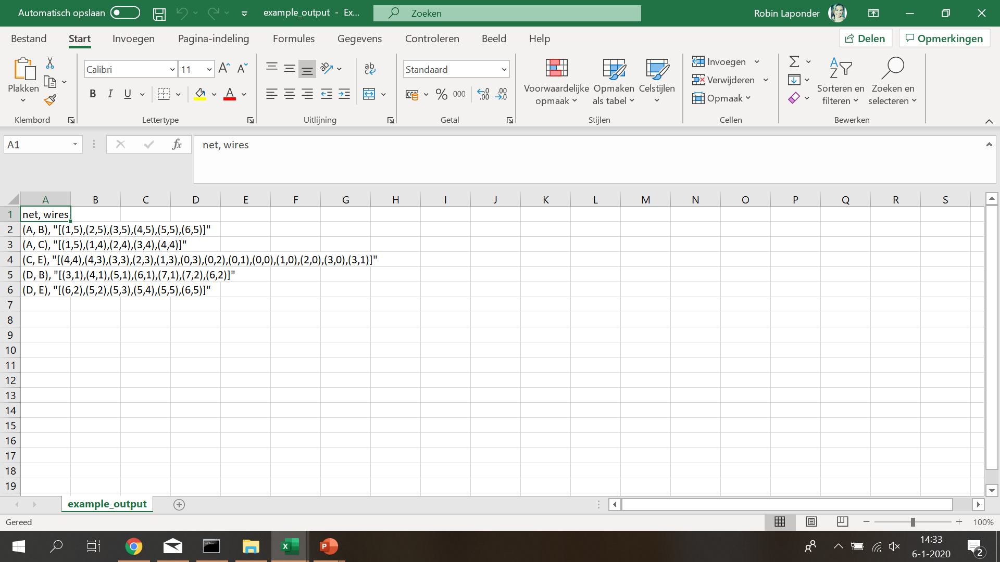 Automatisch opslaan
example_output - Ex...
Zoeken
Robin Laponder
Bestand Start Invoegen Pagina-indeling Formules Gegevens Controleren Beeld Help
Delen Opmerkingen
Plakken
Klembord
Calibri 11
B I U
Lettertype
ab
Uitlijning
Standaard
% 000
Getal
Voorwaardelijke
opmaak
Opmaken
als tabel
Celstijlen
Stijlen
Invoegen
Verwijderen
Opmaak
Cellen
Sorteren en
filteren
Zoeken en
selecteren
Bewerken
A1 fx net, wires
A B C D E F G H I J K L M N O P Q R S
1 net, wires
2 (A, B), "[(1,5),(2,5),(3,5),(4,5),(5,5),(6,5)]"
3 (A, C), "[(1,5),(1,4),(2,4),(3,4),(4,4)]"
4 (C, E), "[(4,4),(4,3),(3,3),(2,3),(1,3),(0,3),(0,2),(0,1),(0,0),(1,0),(2,0),(3,0),(3,1)]"
5 (D, B), "[(3,1),(4,1),(5,1),(6,1),(7,1),(7,2),(6,2)]"
6 (D, E), "[(6,2),(5,2),(5,3),(5,4),(5,5),(6,5)]"
7
8
9
10
11
12
13
14
15
16
17
18
19
example_output
Gereed
100%
14:33
6-1-2020
2